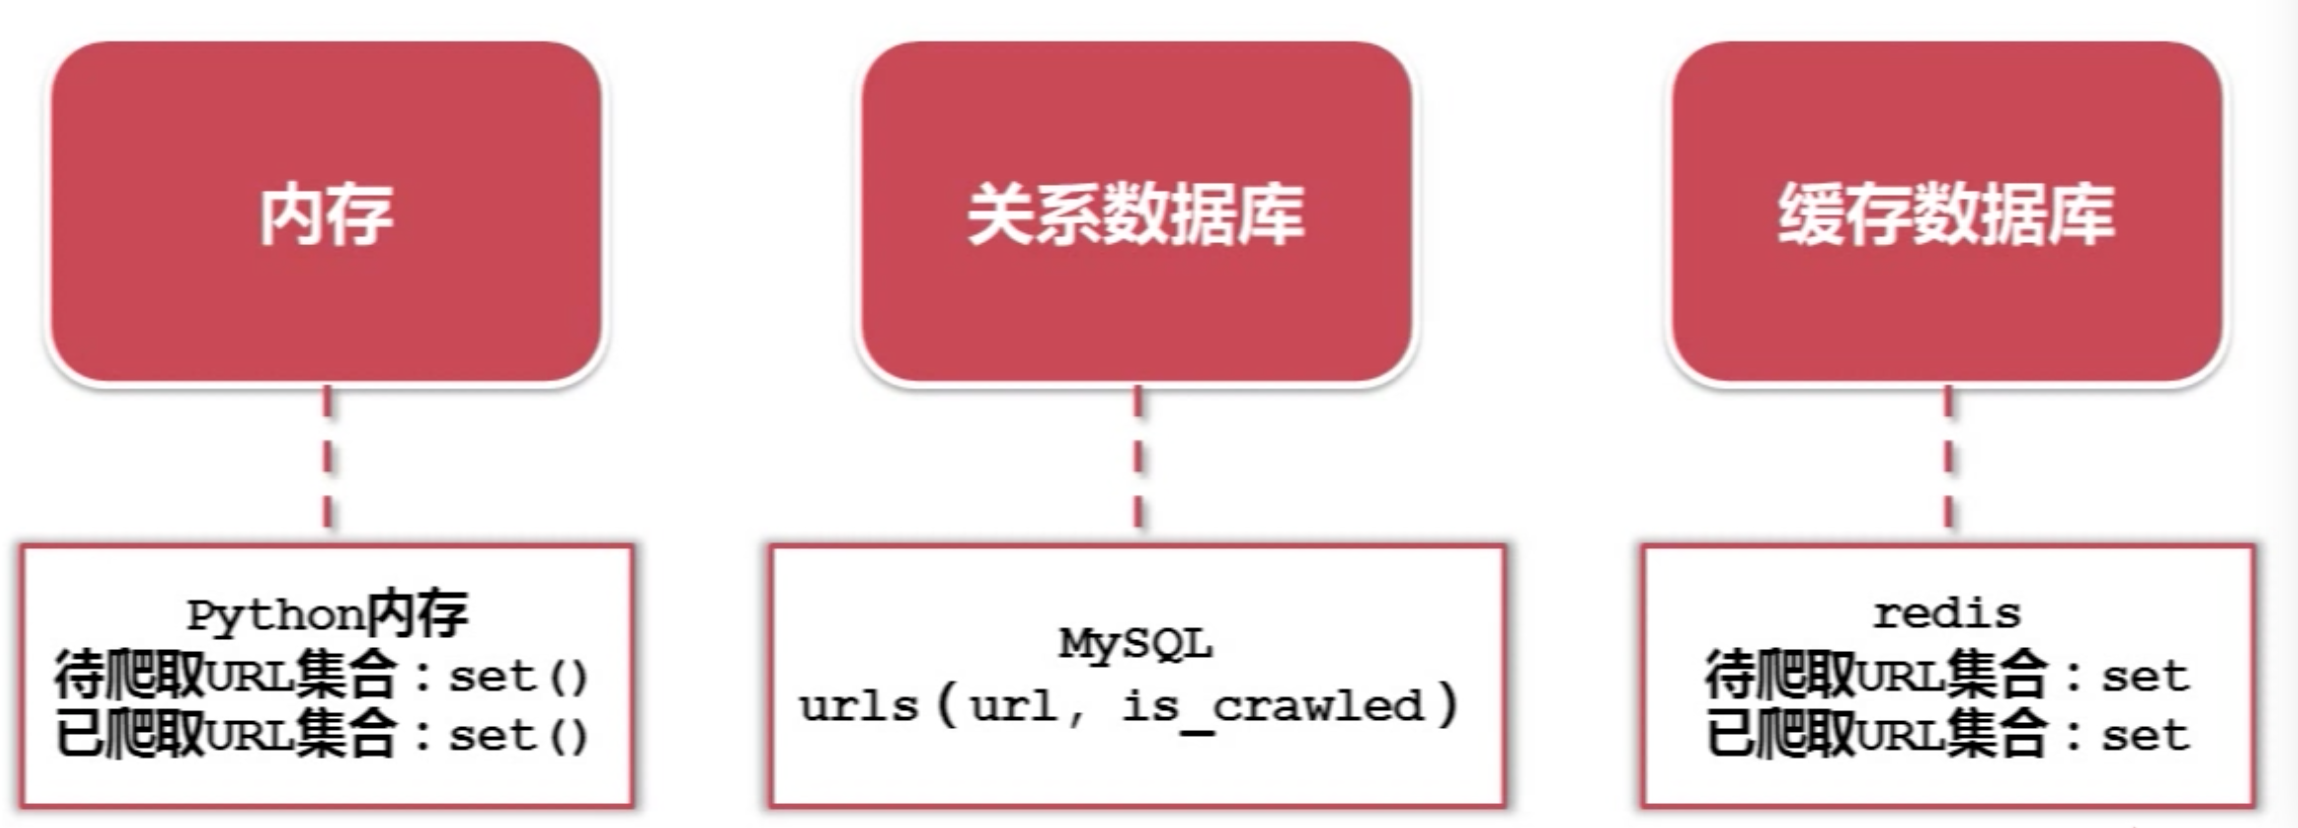 内存
关系数据库
缓存数据库
Python内存
待爬取URL集合：set()
已爬取URL集合：set()
MySQL
urls(url, is_crawled)
redis
待爬取URL集合：set
已爬取URL集合：set